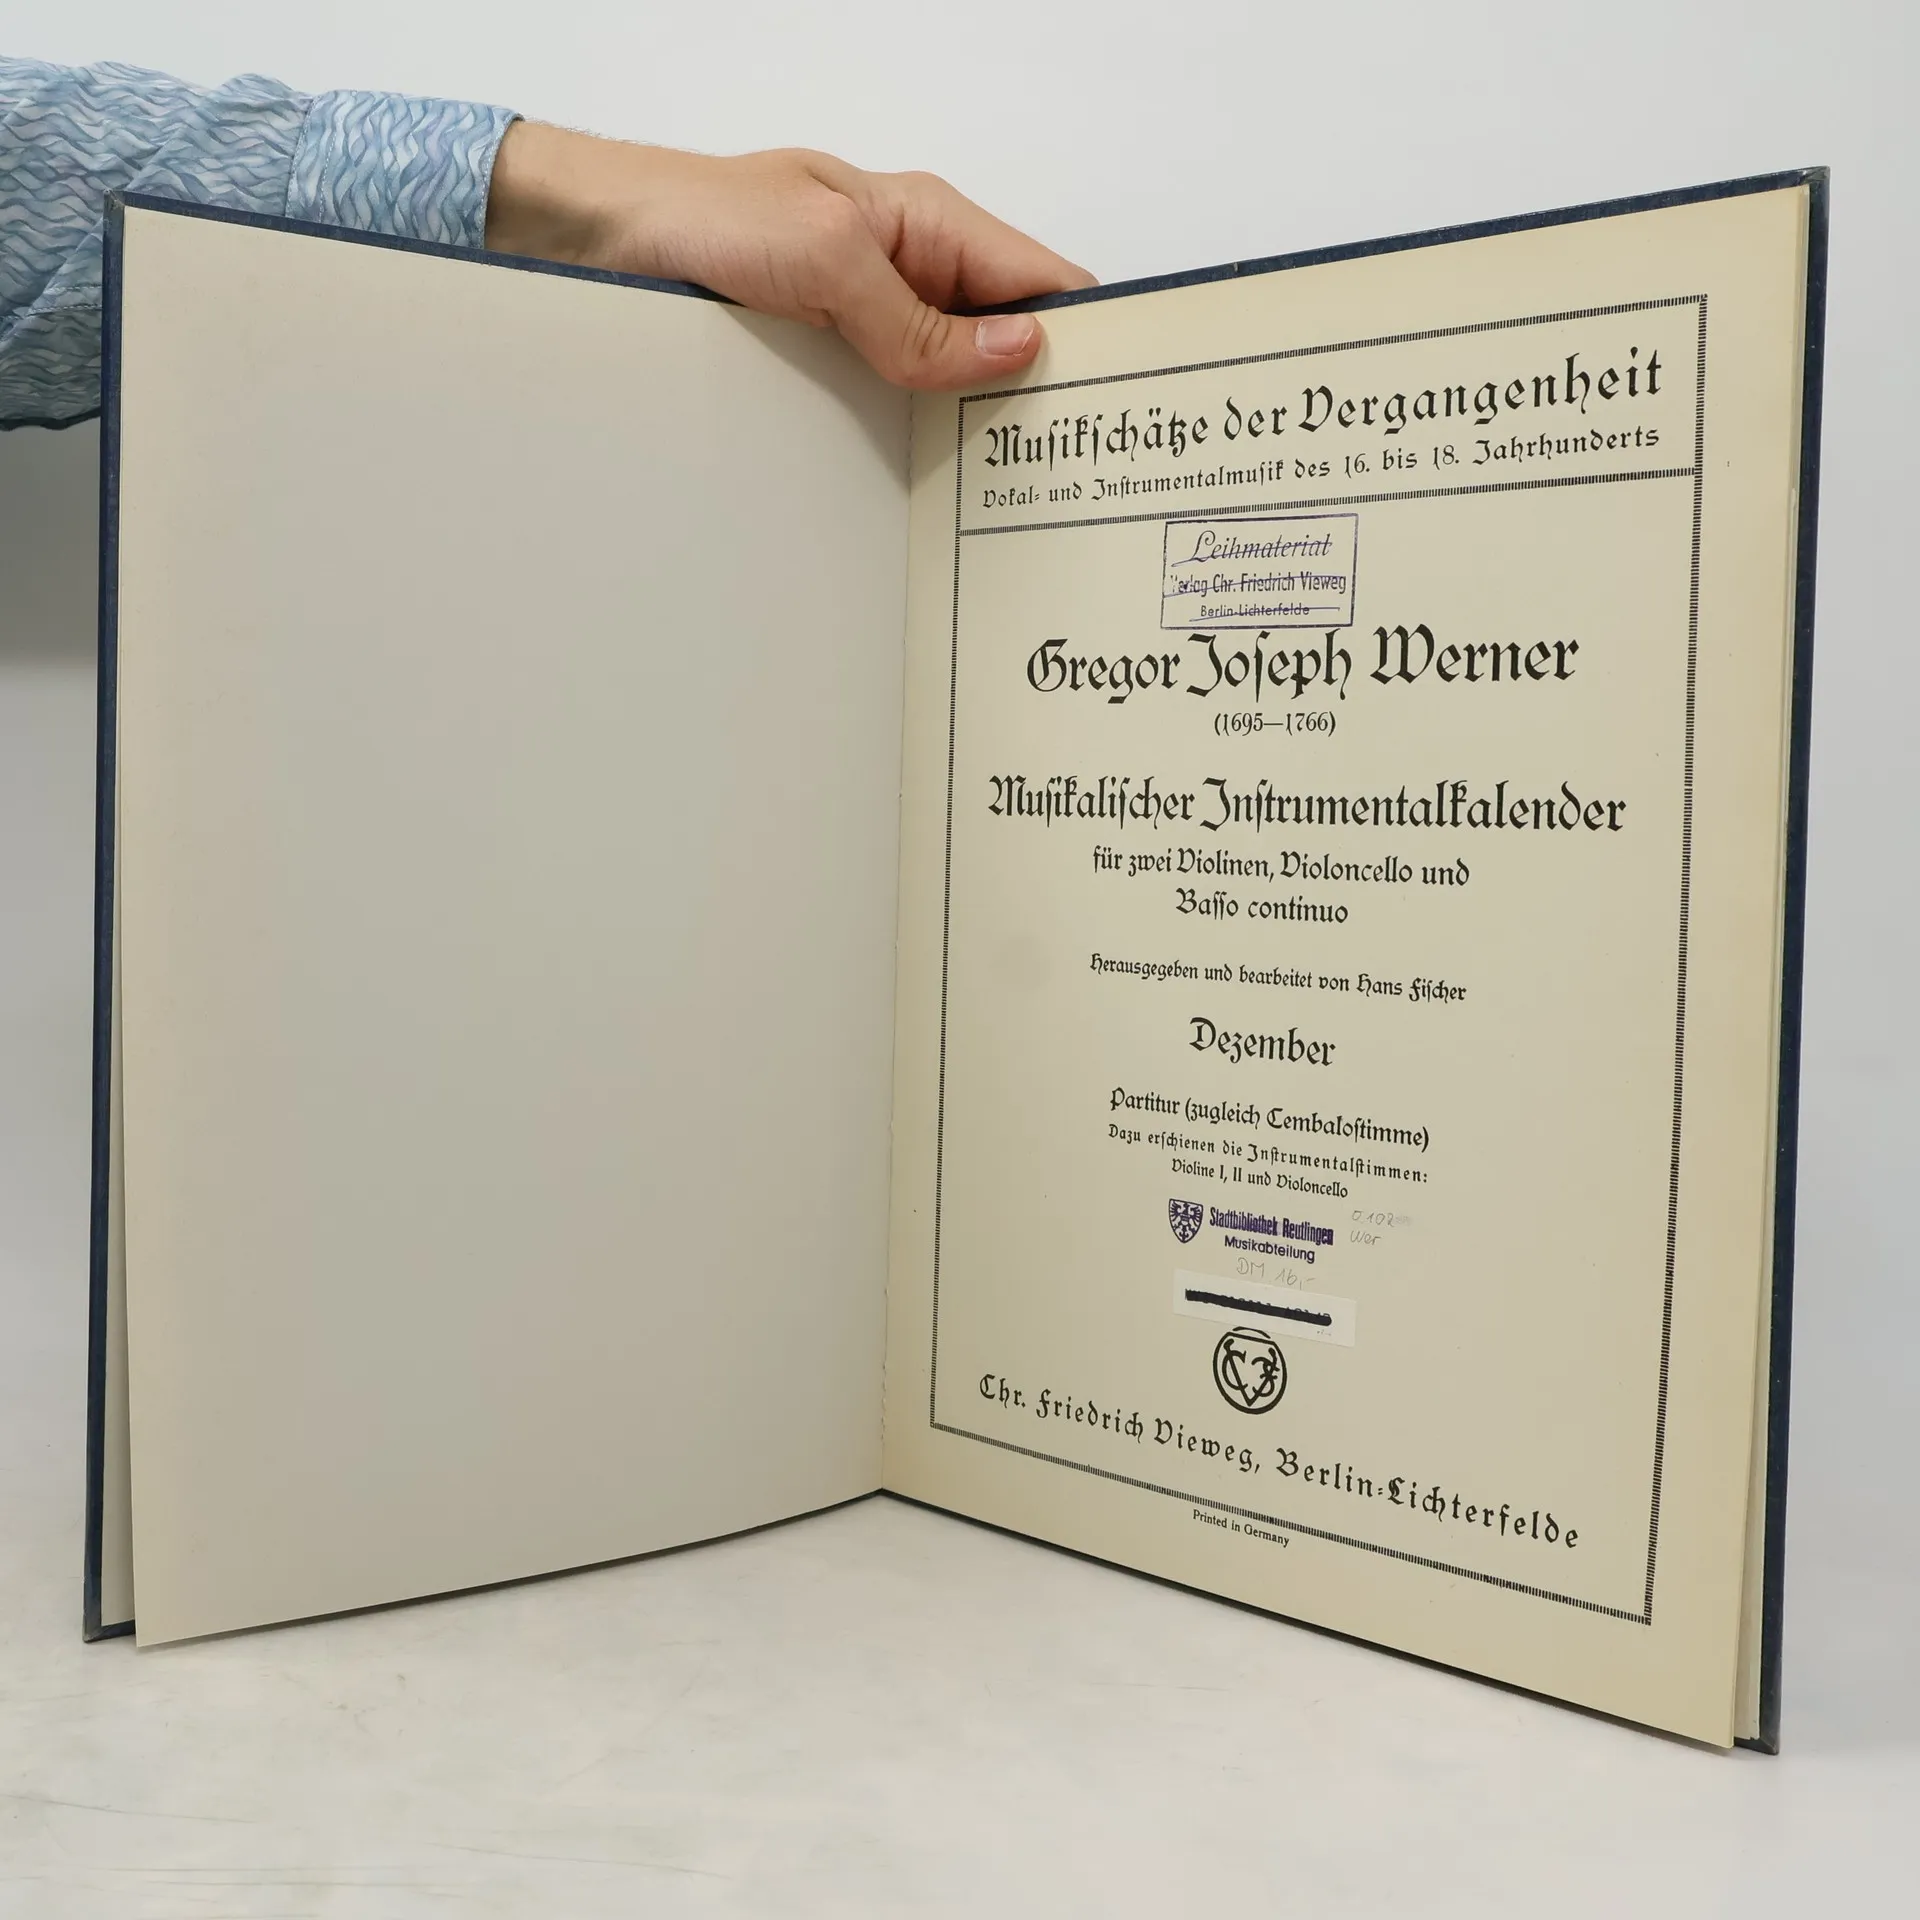 Musikschätze der Vergangenheit
Vokal- und Instrumentalmusik des 16. bis 18. Jahrhunderts
Leihmaterial
Verlag Chr. Friedrich Vieweg
Berlin-Lichterfelde
Gregor Joseph Werner
(1695—1766)
Musikalischer Instrumentalkalender
für zwei Violinen, Violoncello und
Basso continuo
Herausgegeben und bearbeitet von Hans Fischer
Dezember
Partitur (zugleich Cembalostimme)
Dazu erschienen die Instrumentalstimmen:
Violine I, II und Violoncello
Stadtbibliothek Reutlingen
Musikabteilung
Wer
DM 16,-
Chr. Friedrich Vieweg, Berlin-Lichterfelde
Printed in Germany